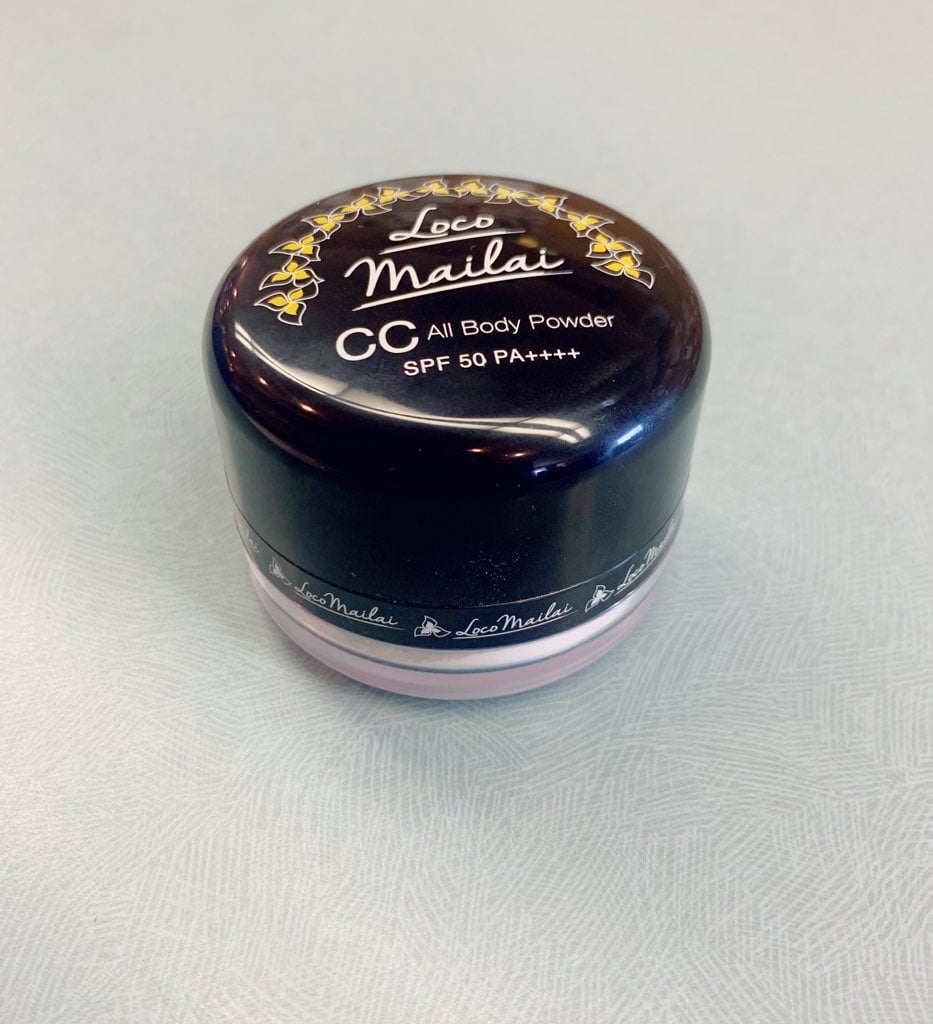 Loco
Mailai
CC All Body Powder
SPF 50 PA++++
Loco Mailai
Loco Mailai